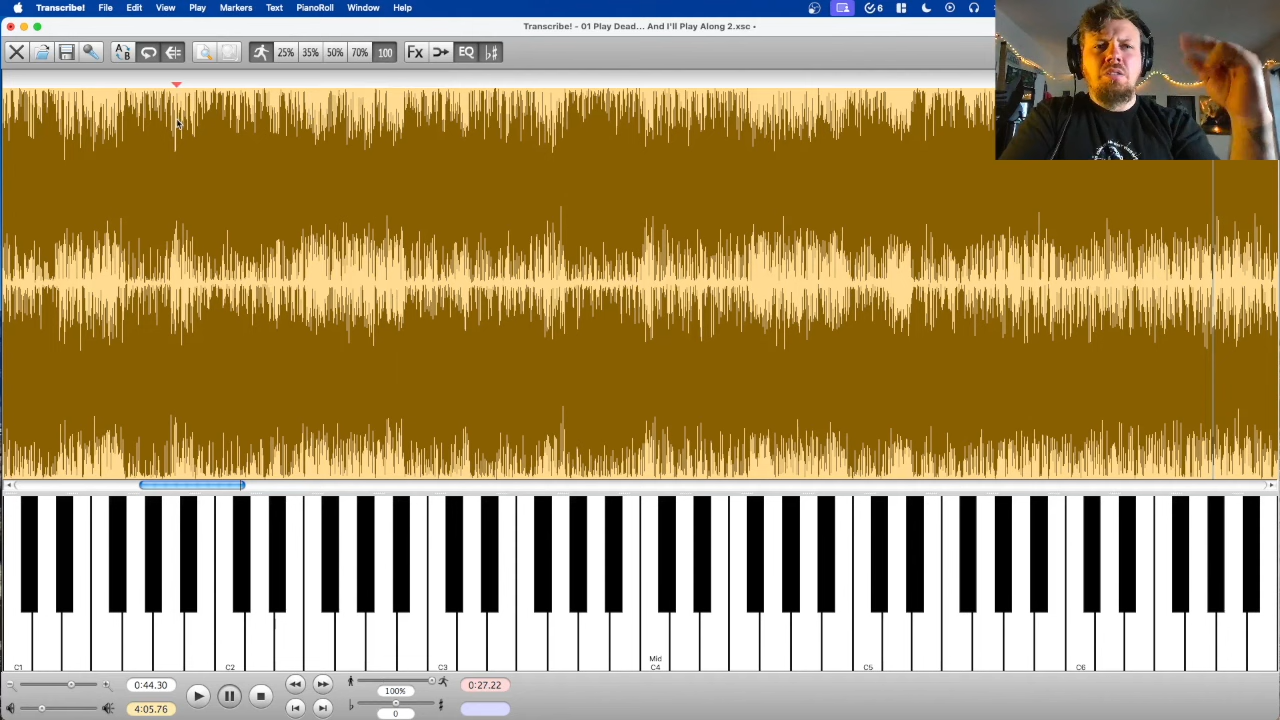 Transcribe! File Edit View Play Markers Text PianoRoll Window Help 6
Transcribe! - 01 Play Dead... And I'll Play Along 2.xsc •
A B 25% 35% 50% 70% 100 Fx EQ
C1 C2 C3 Mid C4 C5 C6
0:44.30 100% 0:27.22
4:05.76 0